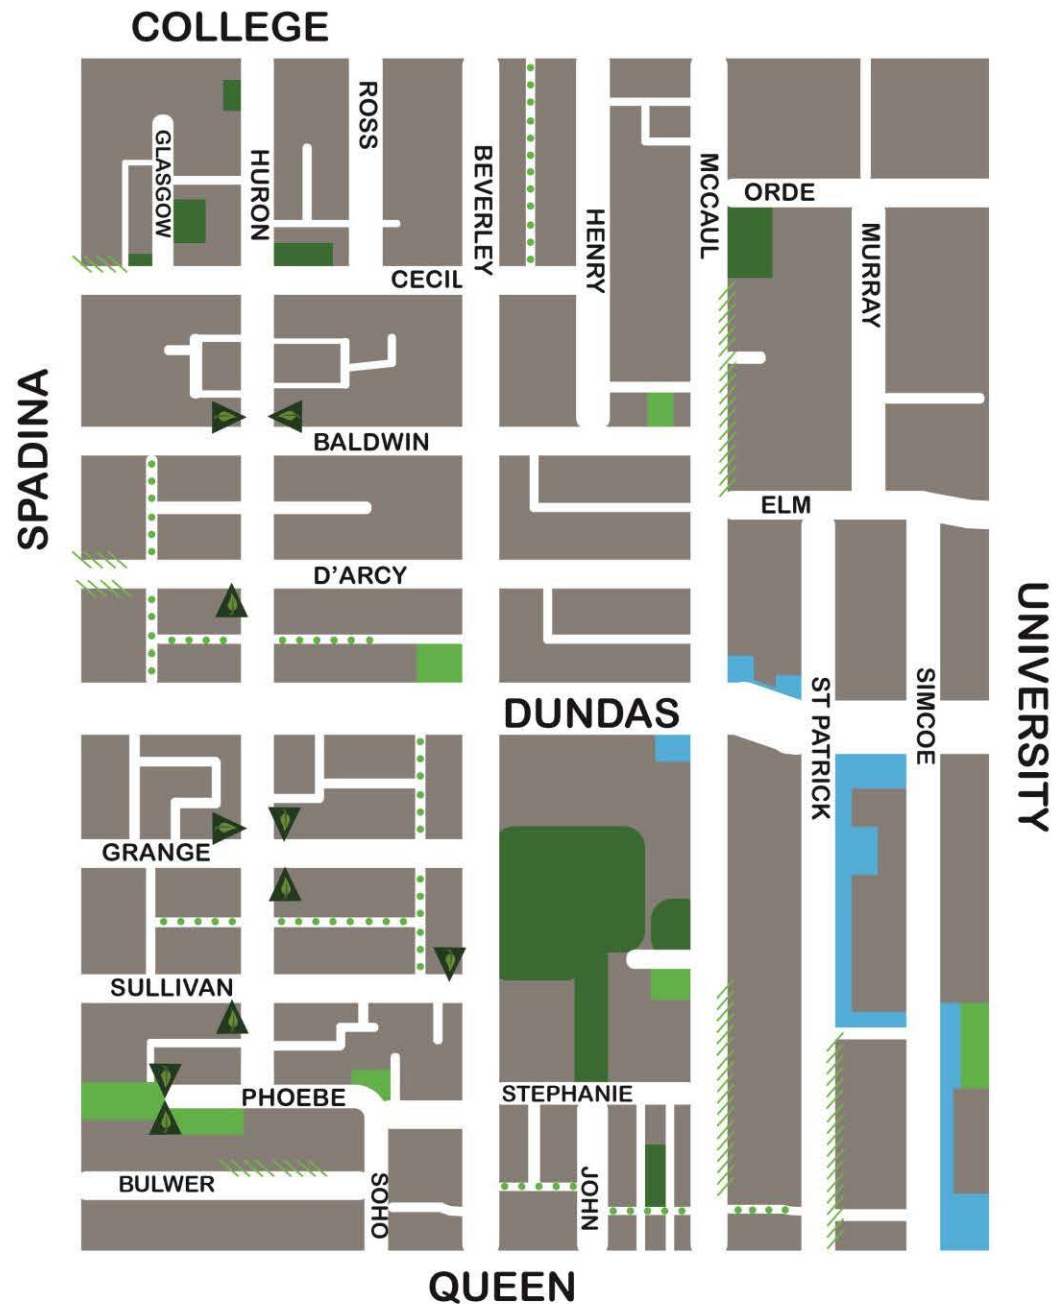 COLLEGE
ROSS
GLASGOW
HURON
BEVERLEY
MCCAUL
ORDE
HENRY
MURRAY
CECIL
SPADINA
BALDWIN
ELM
D'ARCY
UNIVERSITY
DUNDAS
ST PATRICK
SIMCOE
GRANGE
SULLIVAN
PHOEBE
STEPHANIE
BULWER
SOHO
JOHN
QUEEN